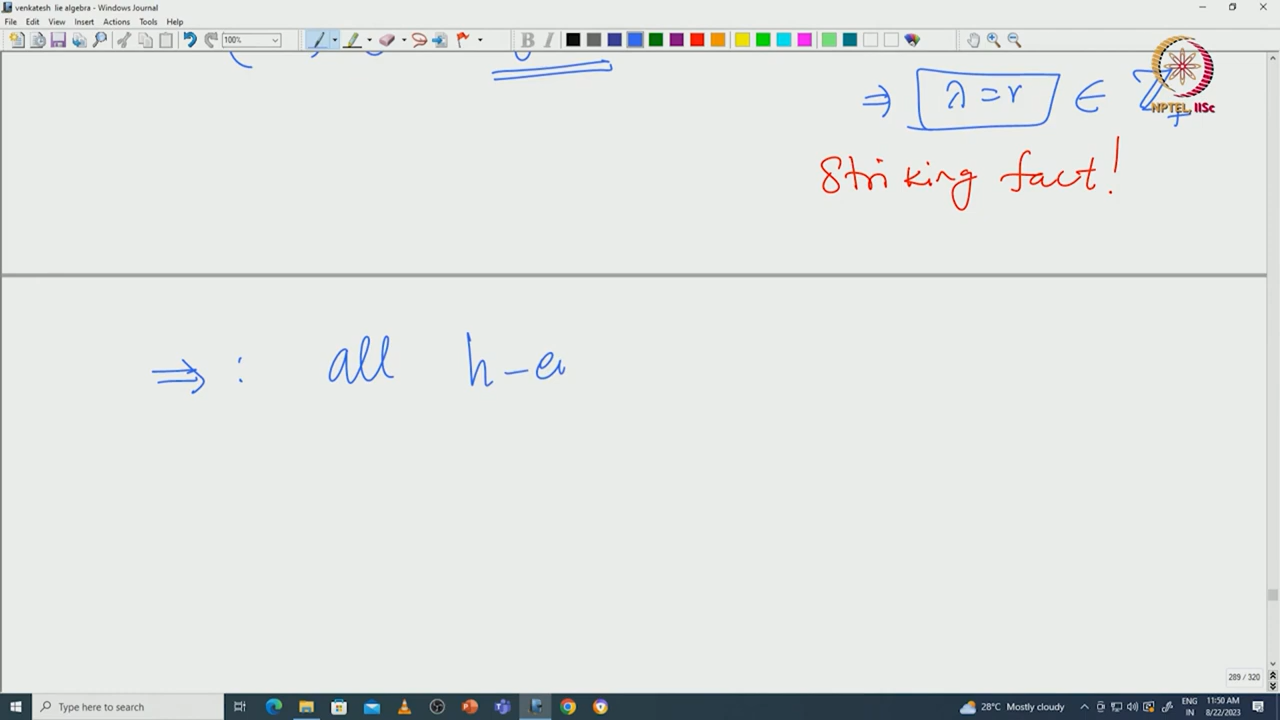 venkatesh lie algebra - Windows Journal
File Edit View Insert Actions Tools Help
100%
B I
⇒ λ = r ∈ ℤ+
NPTEL, IISc
Striking fact!
⇒ : all h-e
289 / 320
Type here to search
28°C Mostly cloudy
ENG
IN
11:50 AM
8/22/2023